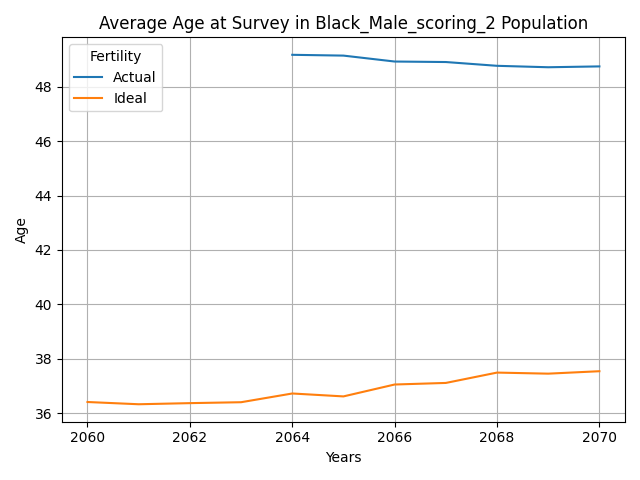 Average Age at Survey in Black_Male_scoring_2 Population
Fertility
Actual
Ideal
Age
48
46
44
42
40
38
36
2060 2062 2064 2066 2068 2070
Years